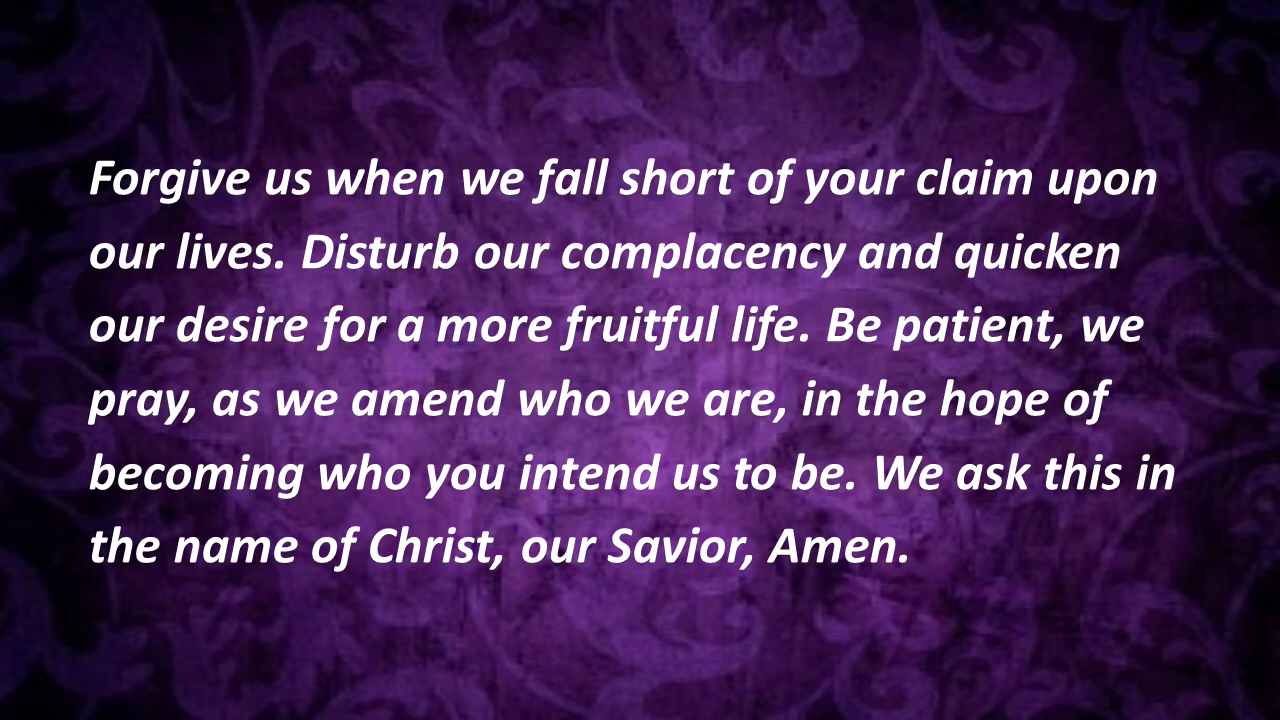 Forgive us when we fall short of your claim upon
our lives. Disturb our complacency and quicken
our desire for a more fruitful life. Be patient, we
pray, as we amend who we are, in the hope of
becoming who you intend us to be. We ask this in
the name of Christ, our Savior, Amen.